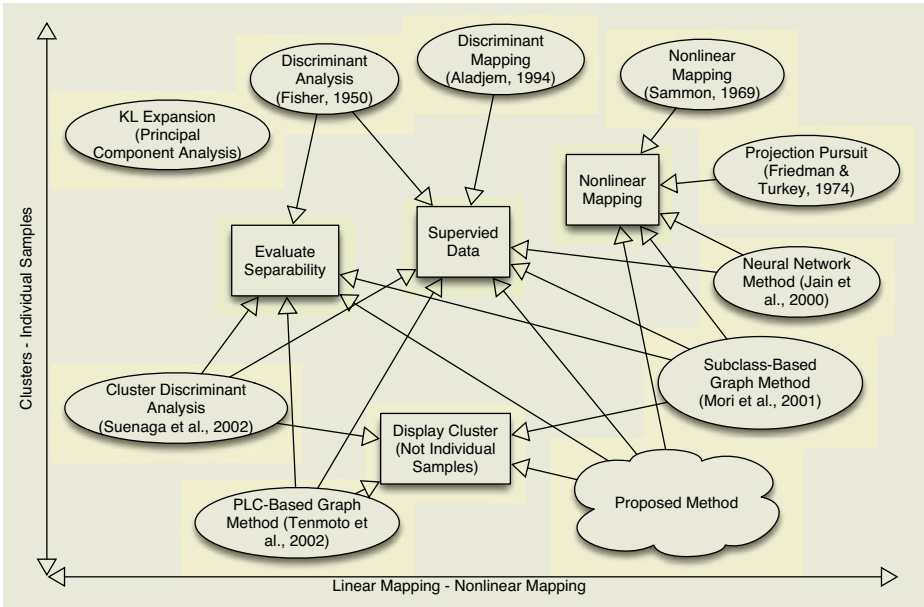 Discriminant
Analysis
(Fisher, 1950)
Discriminant
Mapping
(Aladjem, 1994)
Nonlinear
Mapping
(Sammon, 1969)
KL Expansion
(Principal
Component Analysis)
Projection Pursuit
(Friedman &
Turkey, 1974)
Nonlinear
Mapping
Evaluate
Separability
Supervied
Data
Neural Network
Method (Jain et
al., 2000)
Clusters - Individual Samples
Cluster Discriminant
Analysis
(Suenaga et al., 2002)
Subclass-Based
Graph Method
(Mori et al., 2001)
Display Cluster
(Not Individual
Samples)
PLC-Based Graph
Method (Tenmoto et
al., 2002)
Proposed Method
Linear Mapping - Nonlinear Mapping